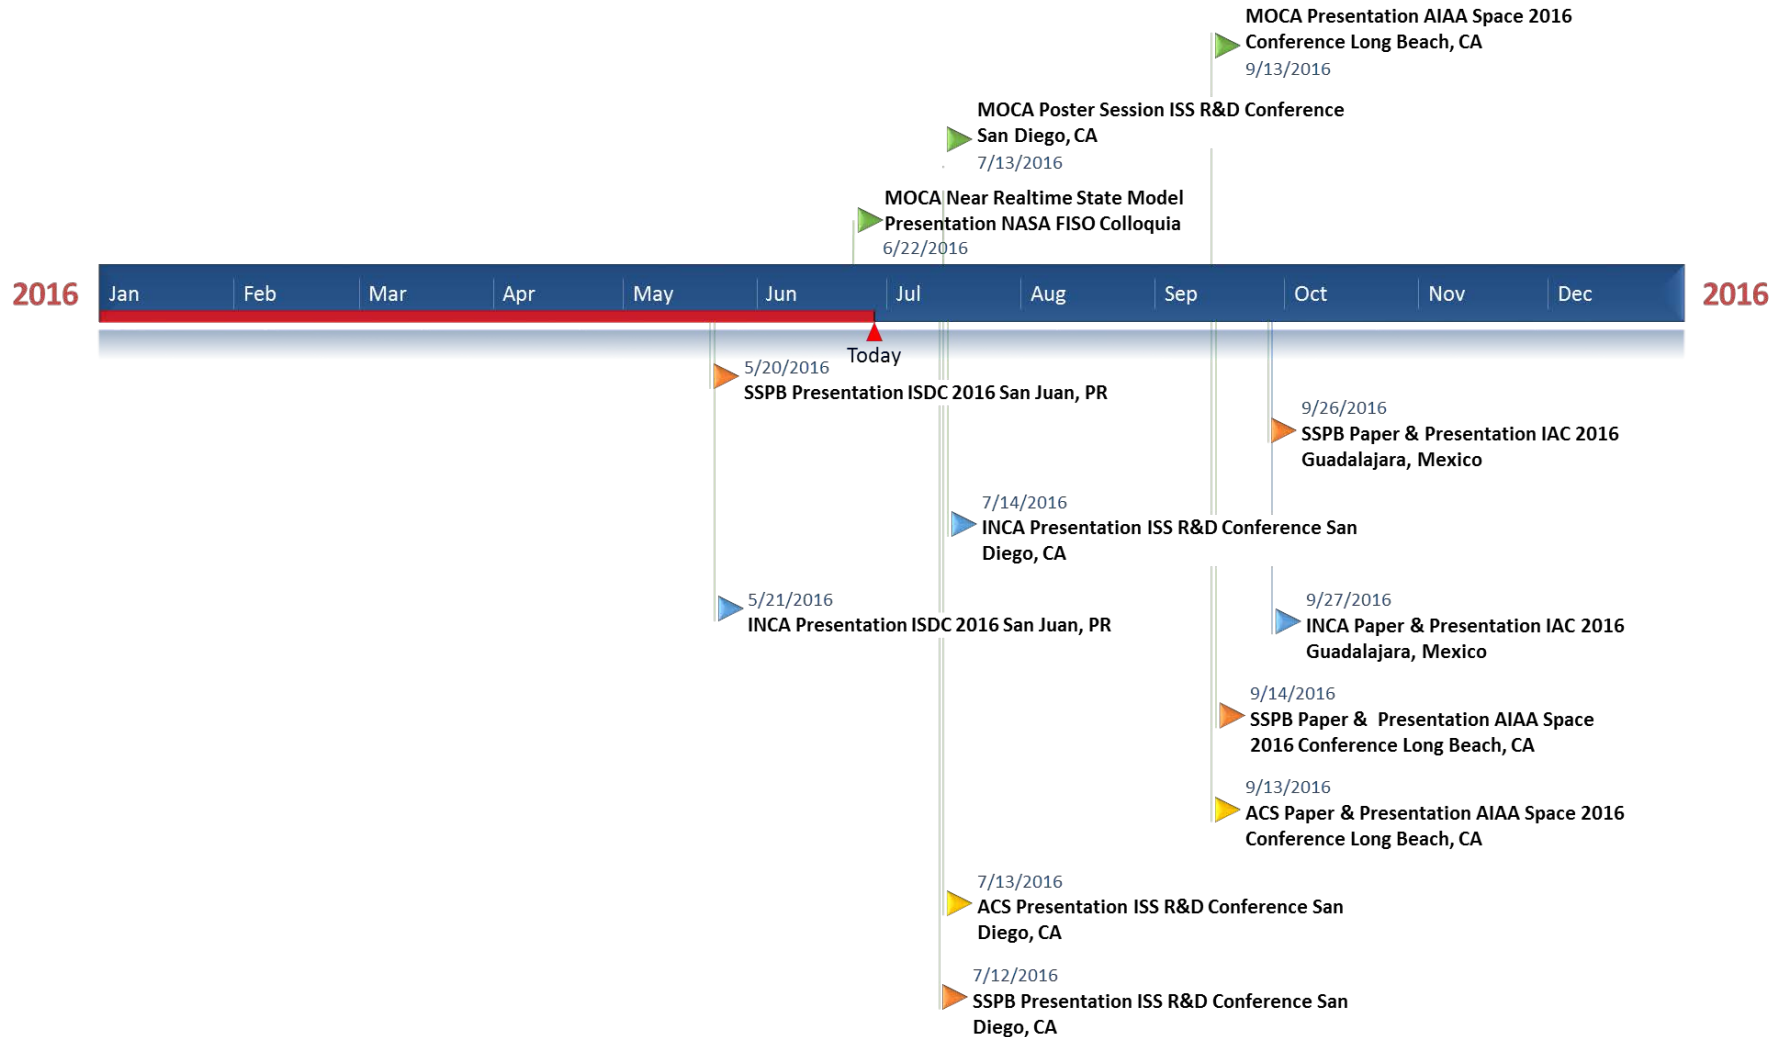 MOCA Presentation AIAA Space 2016
Conference Long Beach, CA
9/13/2016
MOCA Poster Session ISS R&D Conference
San Diego, CA
7/13/2016
MOCA Near Realtime State Model
Presentation NASA FISO Colloquia
6/22/2016
2016 Jan Feb Mar Apr May Jun Jul Aug Sep Oct Nov Dec 2016
Today
5/20/2016
SSPB Presentation ISDC 2016 San Juan, PR
9/26/2016
SSPB Paper & Presentation IAC 2016
Guadalajara, Mexico
7/14/2016
INCA Presentation ISS R&D Conference San
Diego, CA
5/21/2016
INCA Presentation ISDC 2016 San Juan, PR
9/27/2016
INCA Paper & Presentation IAC 2016
Guadalajara, Mexico
9/14/2016
SSPB Paper & Presentation AIAA Space
2016 Conference Long Beach, CA
9/13/2016
ACS Paper & Presentation AIAA Space 2016
Conference Long Beach, CA
7/13/2016
ACS Presentation ISS R&D Conference San
Diego, CA
7/12/2016
SSPB Presentation ISS R&D Conference San
Diego, CA